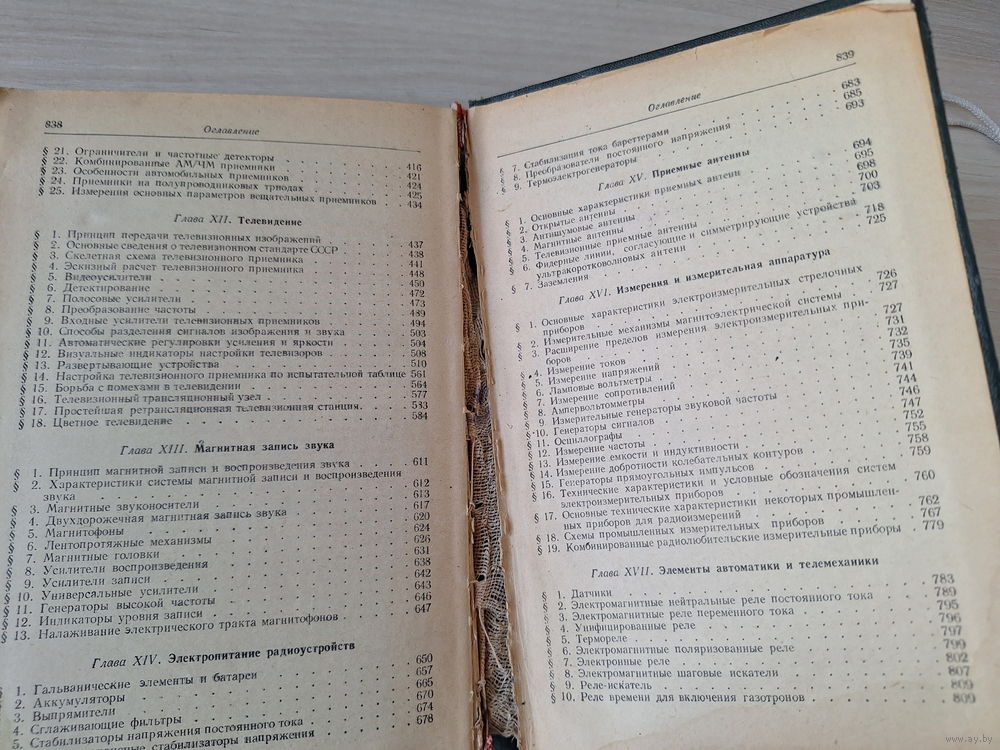 838
Оглавление
§ 21. Ограничители и частотные детекторы
§ 22. Комбинированные АМ/ЧМ приемники 416
§ 23. Особенности автомобильных приемников 421
§ 24. Приемники на полупроводниковых триодах 424
§ 25. Измерения основных параметров вещательных приемников 425
434
Глава XII. Телевидение
§ 1. Принцип передачи телевизионных изображений
§ 2. Основные сведения о телевизионном стандарте СССР 437
§ 3. Скелетная схема телевизионного приемника 438
§ 4. Эскизный расчет телевизионного приемника 441
§ 5. Видеоусилители 448
§ 6. Детектирование 450
§ 7. Полосовые усилители 472
§ 8. Преобразование частоты 473
§ 9. Входные усилители телевизионных приемников 489
§ 10. Способы разделения сигналов изображения и звука 494
§ 11. Автоматические регулировки усиления и яркости 503
§ 12. Визуальные индикаторы настройки телевизоров 504
§ 13. Развертывающие устройства 508
§ 14. Настройка телевизионного приемника по испытательной таблице 510
§ 15. Борьба с помехами в телевидении 561
§ 16. Телевизионный трансляционный узел 564
§ 17. Простейшая ретрансляционная телевизионная станция 577
§ 18. Цветное телевидение 583
584
Глава XIII. Магнитная запись звука
§ 1. Принцип магнитной записи и воспроизведения звука 611
§ 2. Характеристики системы магнитной записи и воспроизведения
звука 612
§ 3. Магнитные звуконосители 613
§ 4. Двухдорожечная магнитная запись звука 617
§ 5. Магнитофоны 620
§ 6. Лентопротяжные механизмы 624
§ 7. Магнитные головки 626
§ 8. Усилители воспроизведения 631
§ 9. Усилители записи 638
§ 10. Универсальные усилители 642
§ 11. Генераторы высокой частоты 643
§ 12. Индикаторы уровня записи 646
§ 13. Налаживание электрического тракта магнитофонов 647
Глава XIV. Электропитание радиоустройств
§ 1. Гальванические элементы и батареи 650
2. Аккумуляторы 657
3. Выпрямители 665
4. Сглаживающие фильтры 670
5. Стабилизаторы напряжения постоянного тока 674
стабилизаторы напряжения 678
839
Оглавление
§ 7. Стабилизация тока бареттерами 683
§ 8. Преобразователи постоянного напряжения 685
§ 9. Термоэлектрогенераторы 693
Глава XV. Приемные антенны
§ 1. Основные характеристики приемных антенн 694
§ 2. Открытые антенны 695
§ 3. Антишумовые антенны 698
§ 4. Магнитные антенны 700
§ 5. Телевизионные приемные антенны 703
§ 6. Фидерные линии, согласующие и симметрирующие устройства
ультракоротковолновых антенн 718
§ 7. Заземления 725
Глава XVI. Измерения и измерительная аппаратура
§ 1. Основные характеристики электроизмерительных стрелочных
приборов 726
§ 2. Измерительные механизмы магнитоэлектрической системы 727
§ 3. Расширение пределов измерения электроизмерительных при-
боров 727
§ 4. Измерение токов 731
§ 5. Измерение напряжений 732
§ 6. Ламповые вольтметры 735
§ 7. Измерение сопротивлений 739
§ 8. Ампервольтомметры 741
§ 9. Измерительные генераторы звуковой частоты 744
§ 10. Генераторы сигналов 746
§ 11. Осциллографы 747
§ 12. Измерение частоты 752
§ 13. Измерение емкости и индуктивности 755
§ 14. Измерение добротности колебательных контуров 758
§ 15. Генераторы прямоугольных импульсов 759
§ 16. Технические характеристики и условные обозначения систем
электроизмерительных приборов 760
§ 17. Основные технические характеристики некоторых промышлен-
ных приборов для радиоизмерений 762
§ 18. Схемы промышленных измерительных приборов 767
§ 19. Комбинированные радиолюбительские измерительные приборы 779
Глава XVII. Элементы автоматики и телемеханики
§ 1. Датчики 783
§ 2. Электромагнитные нейтральные реле постоянного тока 789
§ 3. Электромагнитные реле переменного тока 795
§ 4. Унифицированные реле 796
§ 5. Термореле 797
§ 6. Электромагнитные поляризованные реле 799
§ 7. Электронные реле 802
§ 8. Электромагнитные шаговые искатели 807
§ 9. Реле-искатель 809
§ 10. Реле времени для включения газотронов 809
www.ay.by